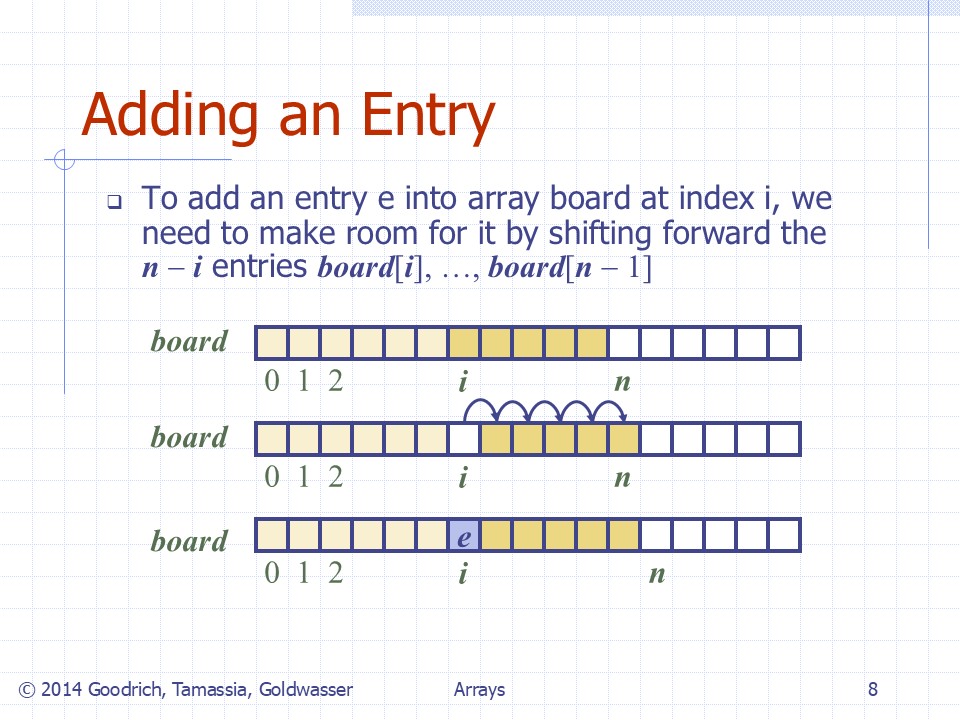 Adding an Entry
❑ To add an entry e into array board at index i, we
need to make room for it by shifting forward the
n – i entries board[i], …, board[n – 1]
board
0 1 2 i n
board
0 1 2 i n
board e
0 1 2 i n
© 2014 Goodrich, Tamassia, Goldwasser Arrays 8